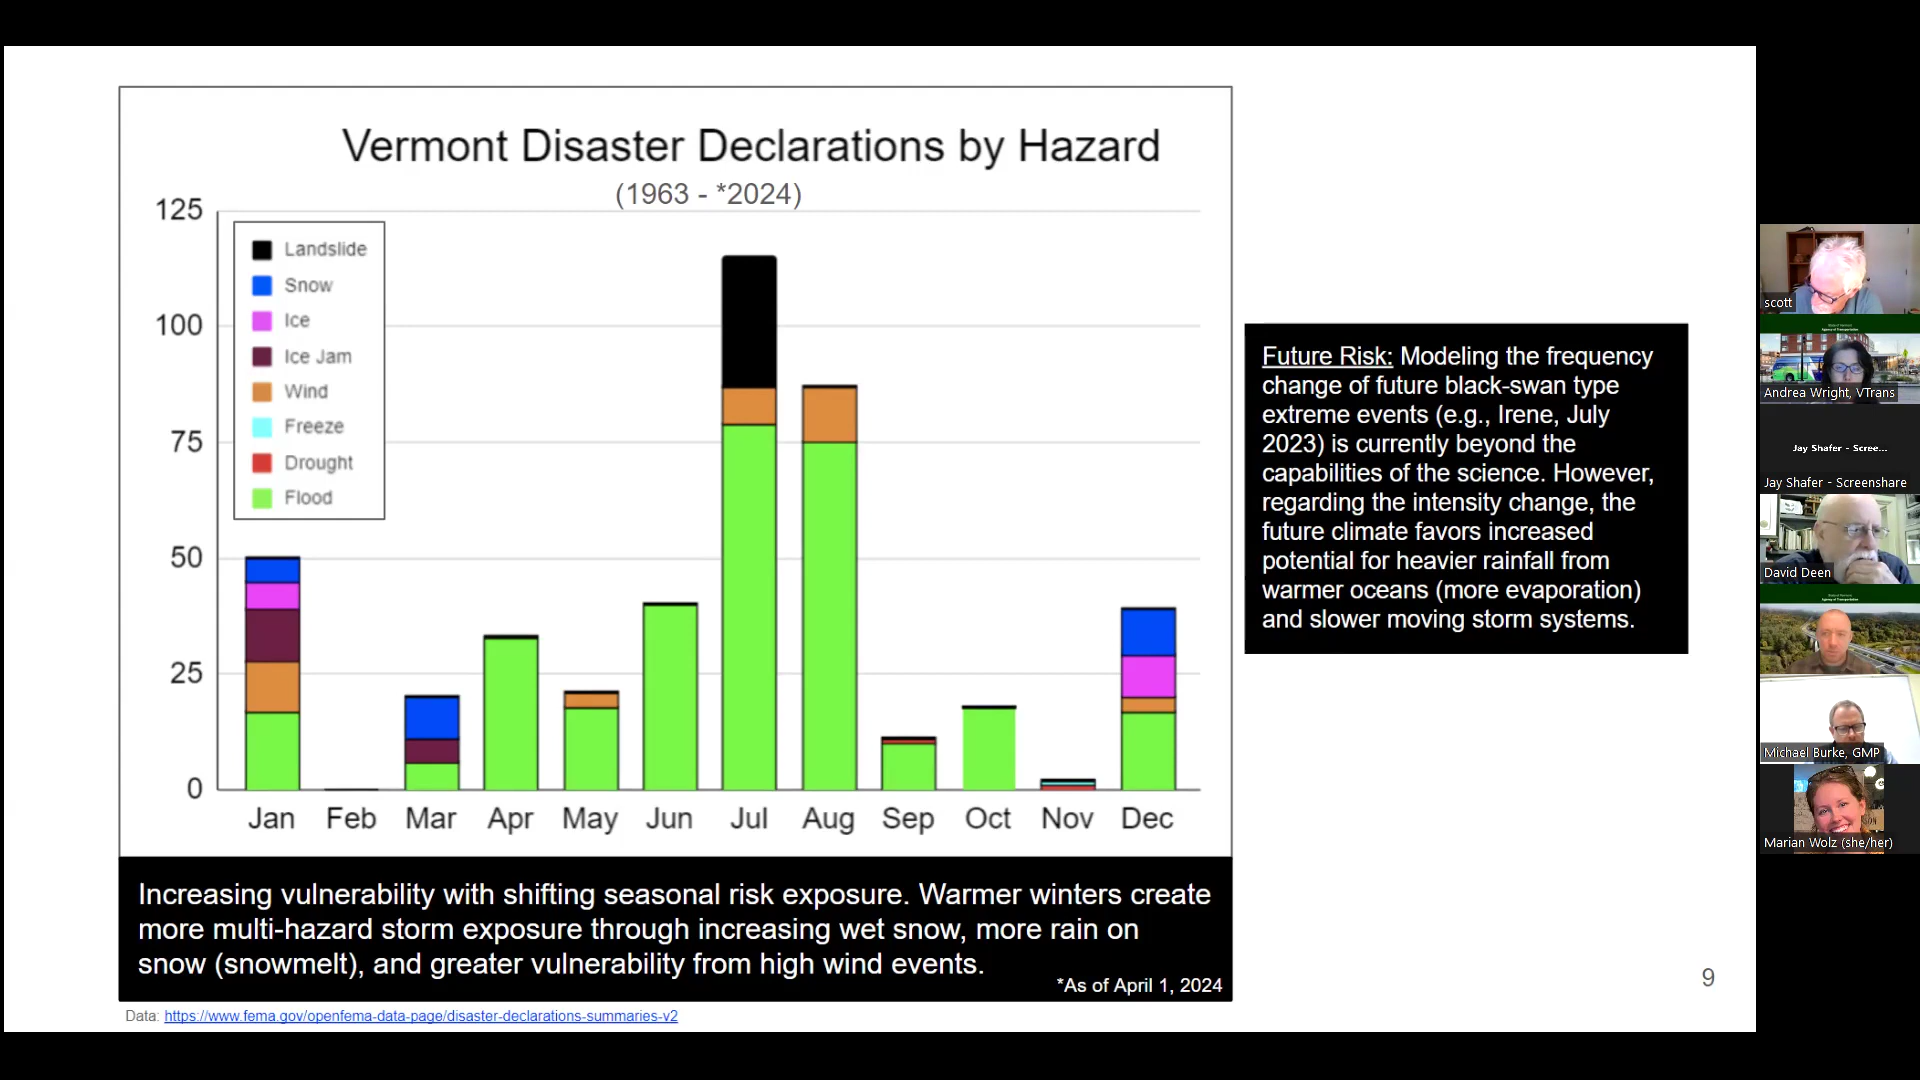 Vermont Disaster Declarations by Hazard
(1963 - *2024)
125
100
75
50
25
0
Landslide
Snow
Ice
Ice Jam
Wind
Freeze
Drought
Flood
Jan Feb Mar Apr May Jun Jul Aug Sep Oct Nov Dec
Increasing vulnerability with shifting seasonal risk exposure. Warmer winters create
more multi-hazard storm exposure through increasing wet snow, more rain on
snow (snowmelt), and greater vulnerability from high wind events.
*As of April 1, 2024
Data: https://www.fema.gov/openfema-data-page/disaster-declarations-summaries-v2
Future Risk: Modeling the frequency
change of future black-swan type
extreme events (e.g., Irene, July
2023) is currently beyond the
capabilities of the science. However,
regarding the intensity change, the
future climate favors increased
potential for heavier rainfall from
warmer oceans (more evaporation)
and slower moving storm systems.
9
scott
Andrea Wright, VTrans
Jay Shafer - Scree...
Jay Shafer - Screenshare
David Deen
Michael Burke, GMP
Marian Wolz (she/her)